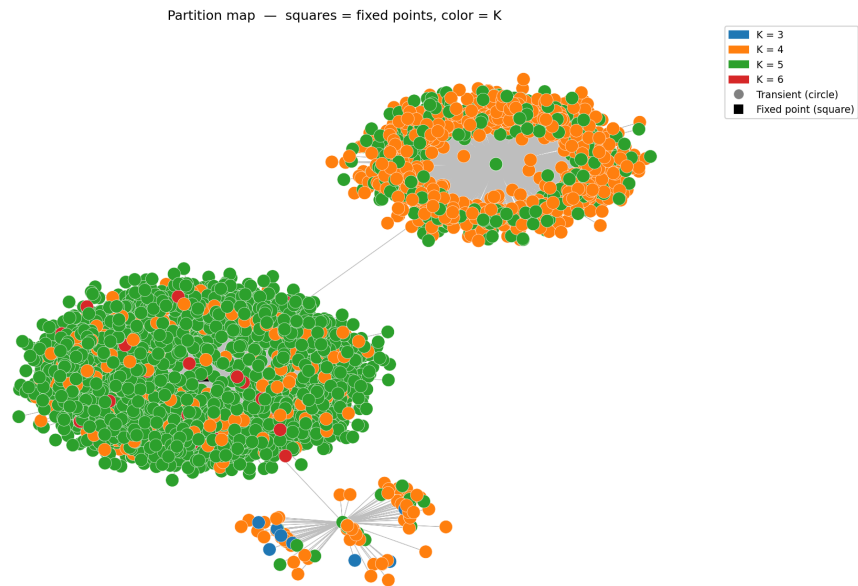 Partition map — squares = fixed points, color = K
K = 3
K = 4
K = 5
K = 6
Transient (circle)
Fixed point (square)